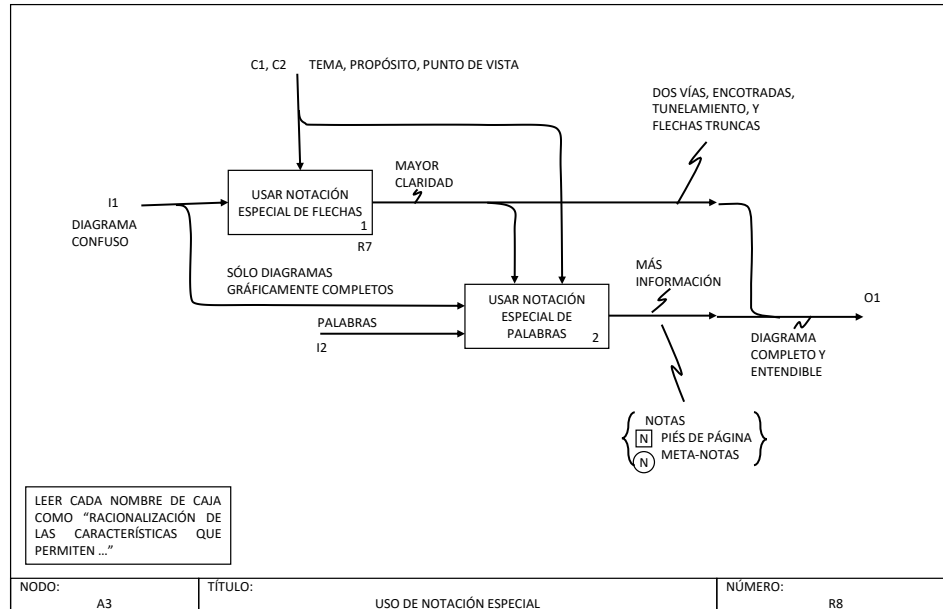 C1, C2 TEMA, PROPÓSITO, PUNTO DE VISTA
DOS VÍAS, ENCOTRADAS,
TUNELAMIENTO, Y
FLECHAS TRUNCAS
MAYOR
CLARIDAD
I1
DIAGRAMA
CONFUSO
USAR NOTACIÓN
ESPECIAL DE FLECHAS
1
R7
SÓLO DIAGRAMAS
GRÁFICAMENTE COMPLETOS
PALABRAS
I2
USAR NOTACIÓN
ESPECIAL DE
PALABRAS
2
MÁS
INFORMACIÓN
O1
DIAGRAMA
COMPLETO Y
ENTENDIBLE
NOTAS
N PIÉS DE PÁGINA
N META-NOTAS
LEER CADA NOMBRE DE CAJA
COMO “RACIONALIZACIÓN DE
LAS CARACTERÍSTICAS QUE
PERMITEN …”
NODO:
A3
TÍTULO:
USO DE NOTACIÓN ESPECIAL
NÚMERO:
R8